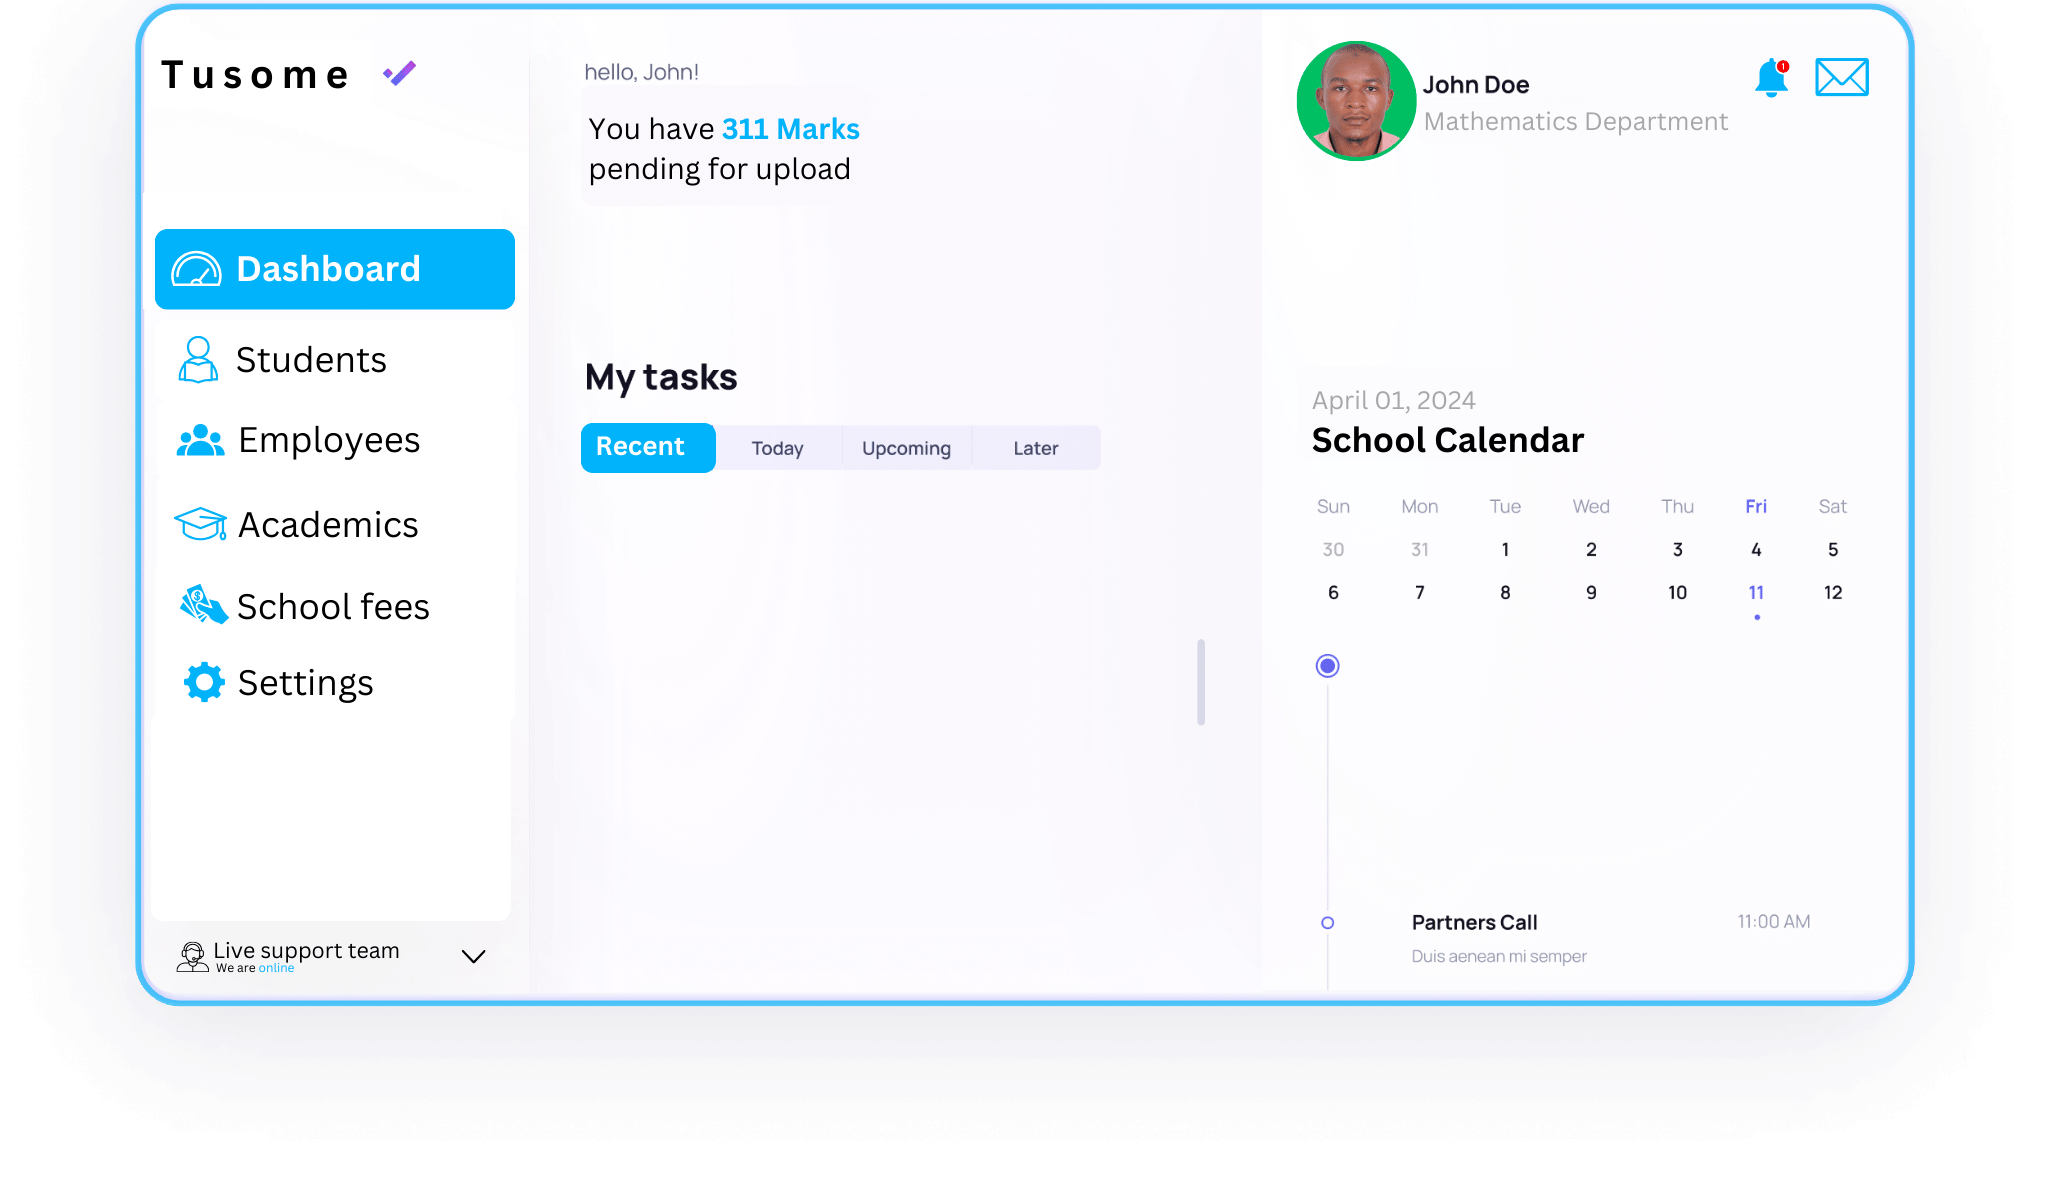 Tusome
Dashboard
Students
Employees
Academics
School fees
Settings
Live support team
We are online
hello, John!
You have 311 Marks
pending for upload
My tasks
Recent Today Upcoming Later
John Doe
Mathematics Department
1
April 01, 2024
School Calendar
Sun Mon Tue Wed Thu Fri Sat
30 31 1 2 3 4 5
6 7 8 9 10 11 12
Partners Call 11:00 AM
Duis aenean mi semper